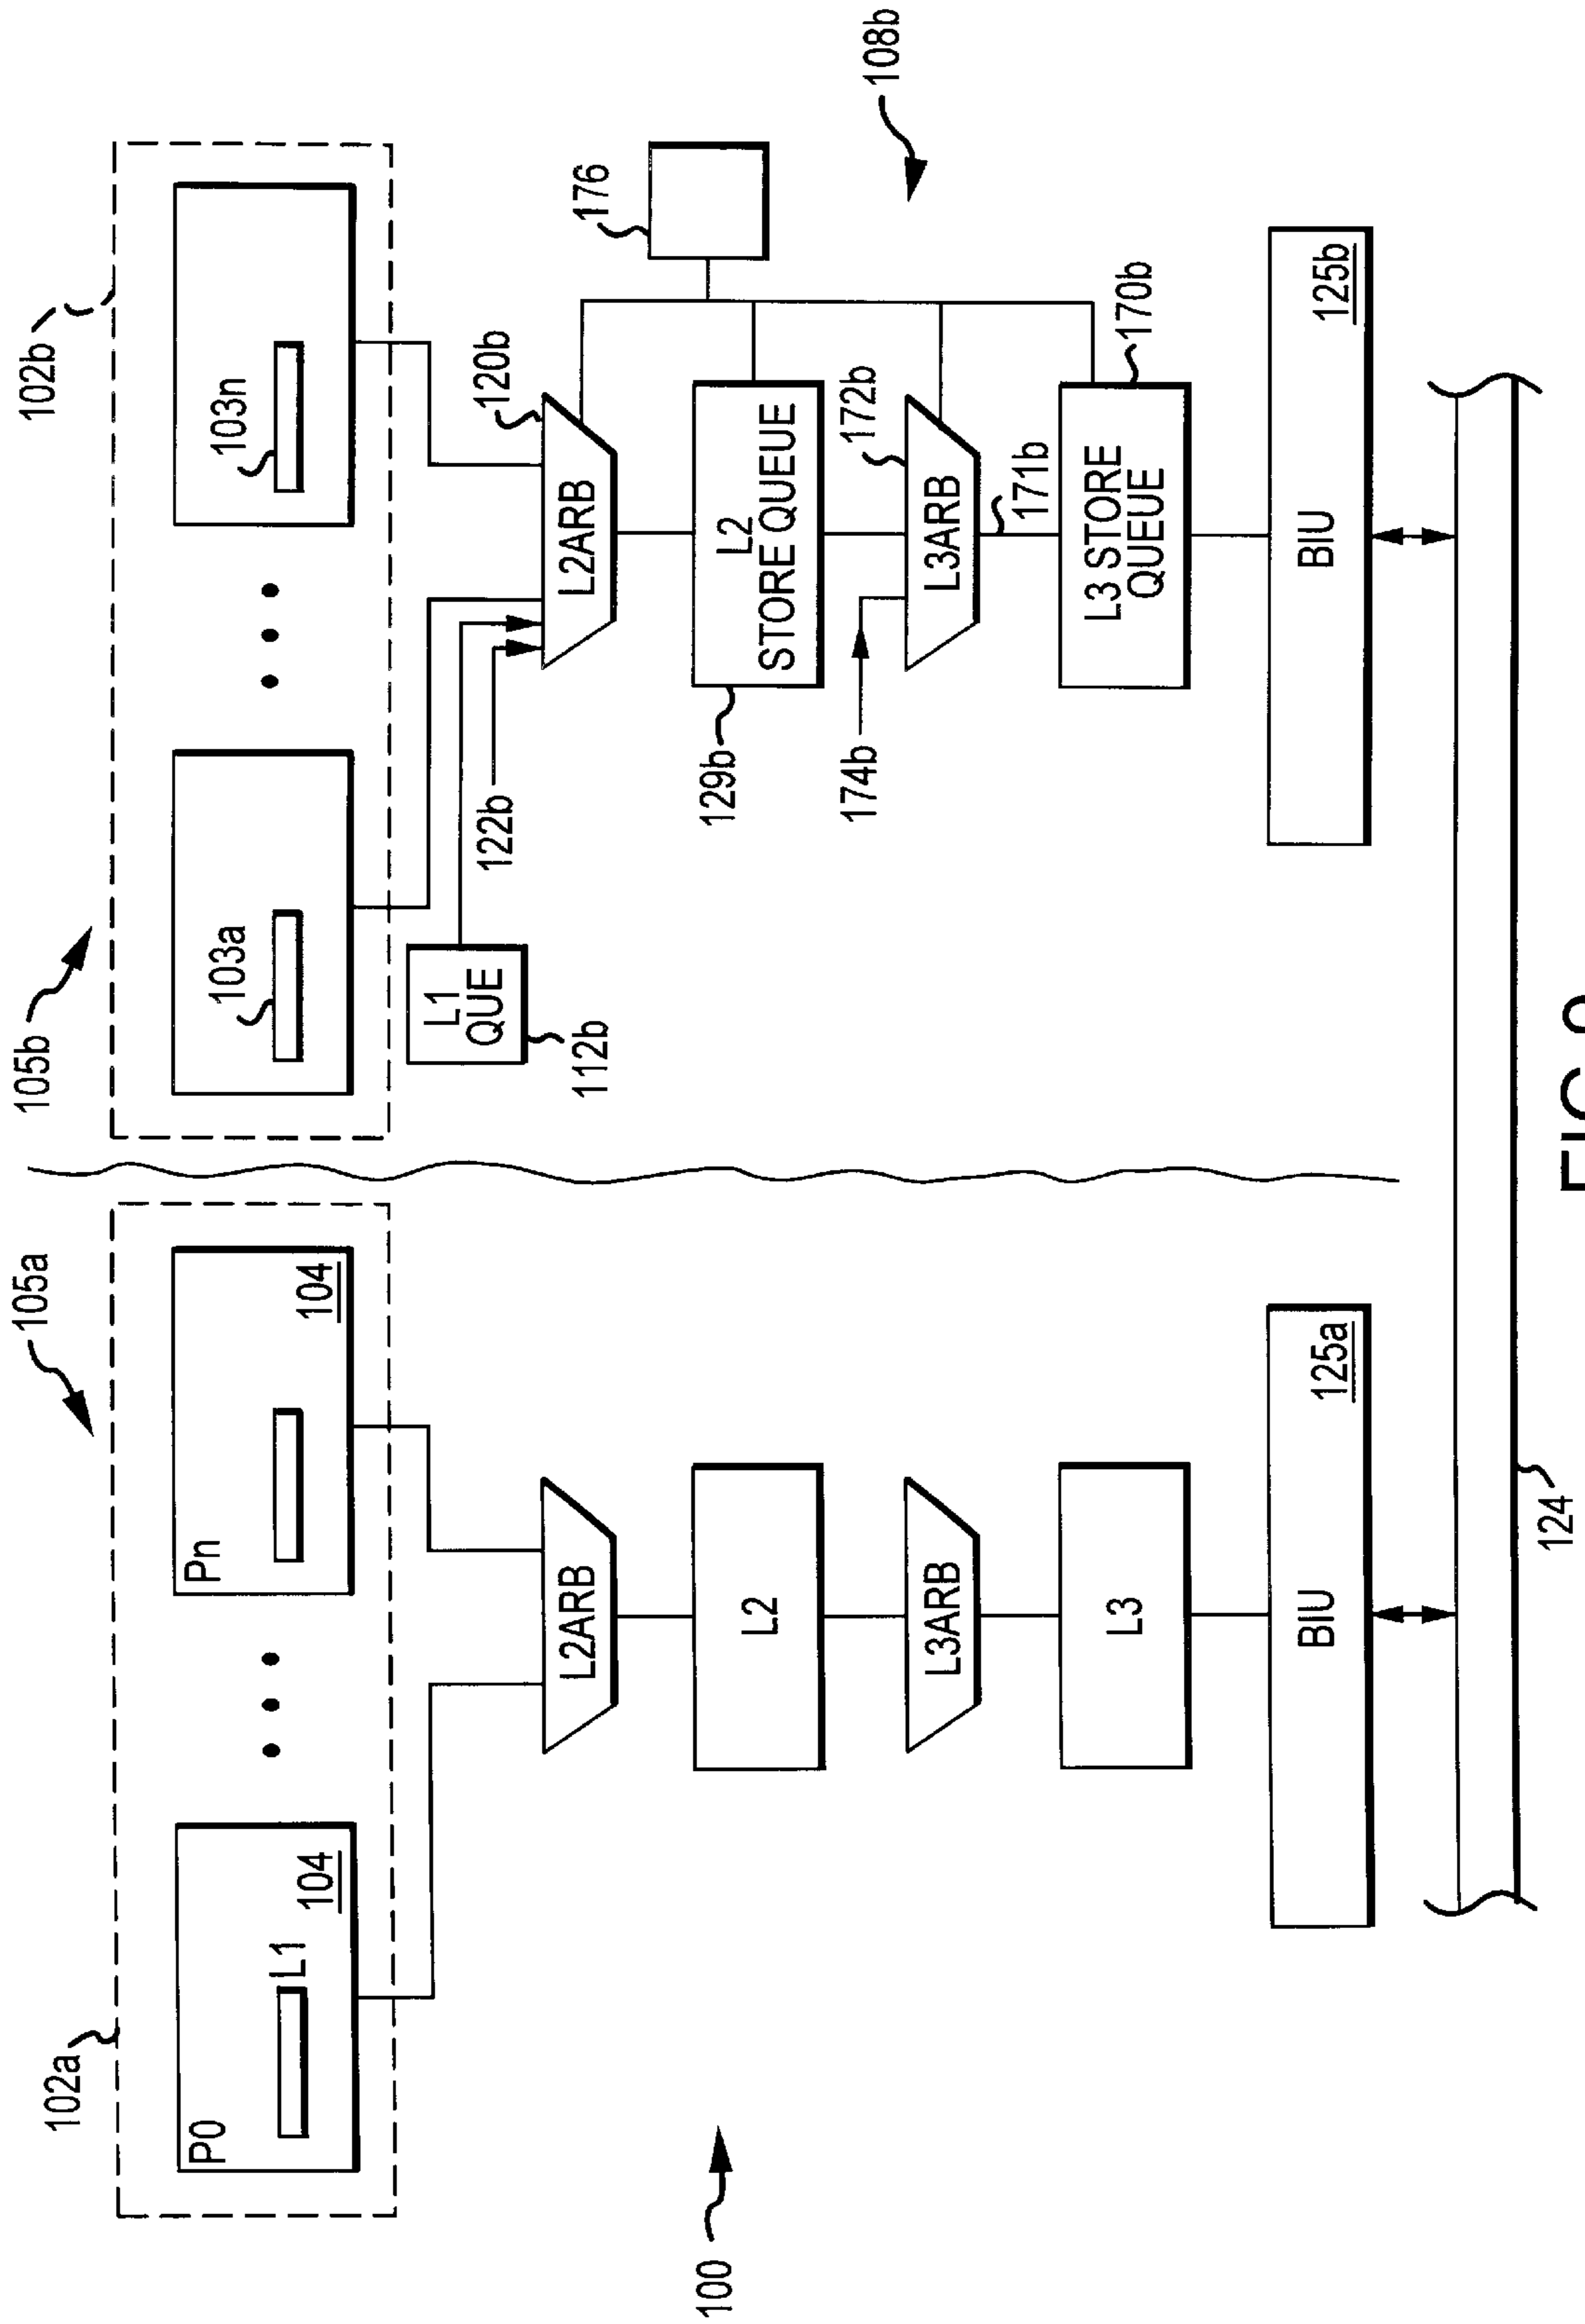 102a
105a
105b
102b
P0
L1
104
Pn
104
103a
103n
L1
QUE
112b
122b
120b
L2ARB
L2ARB
176
100
L2
L2
STORE QUEUE
129b
174b
172b
L3ARB
L3ARB
171b
108b
L3
L3 STORE
QUEUE
170b
BIU
125a
BIU
125b
124
FIG